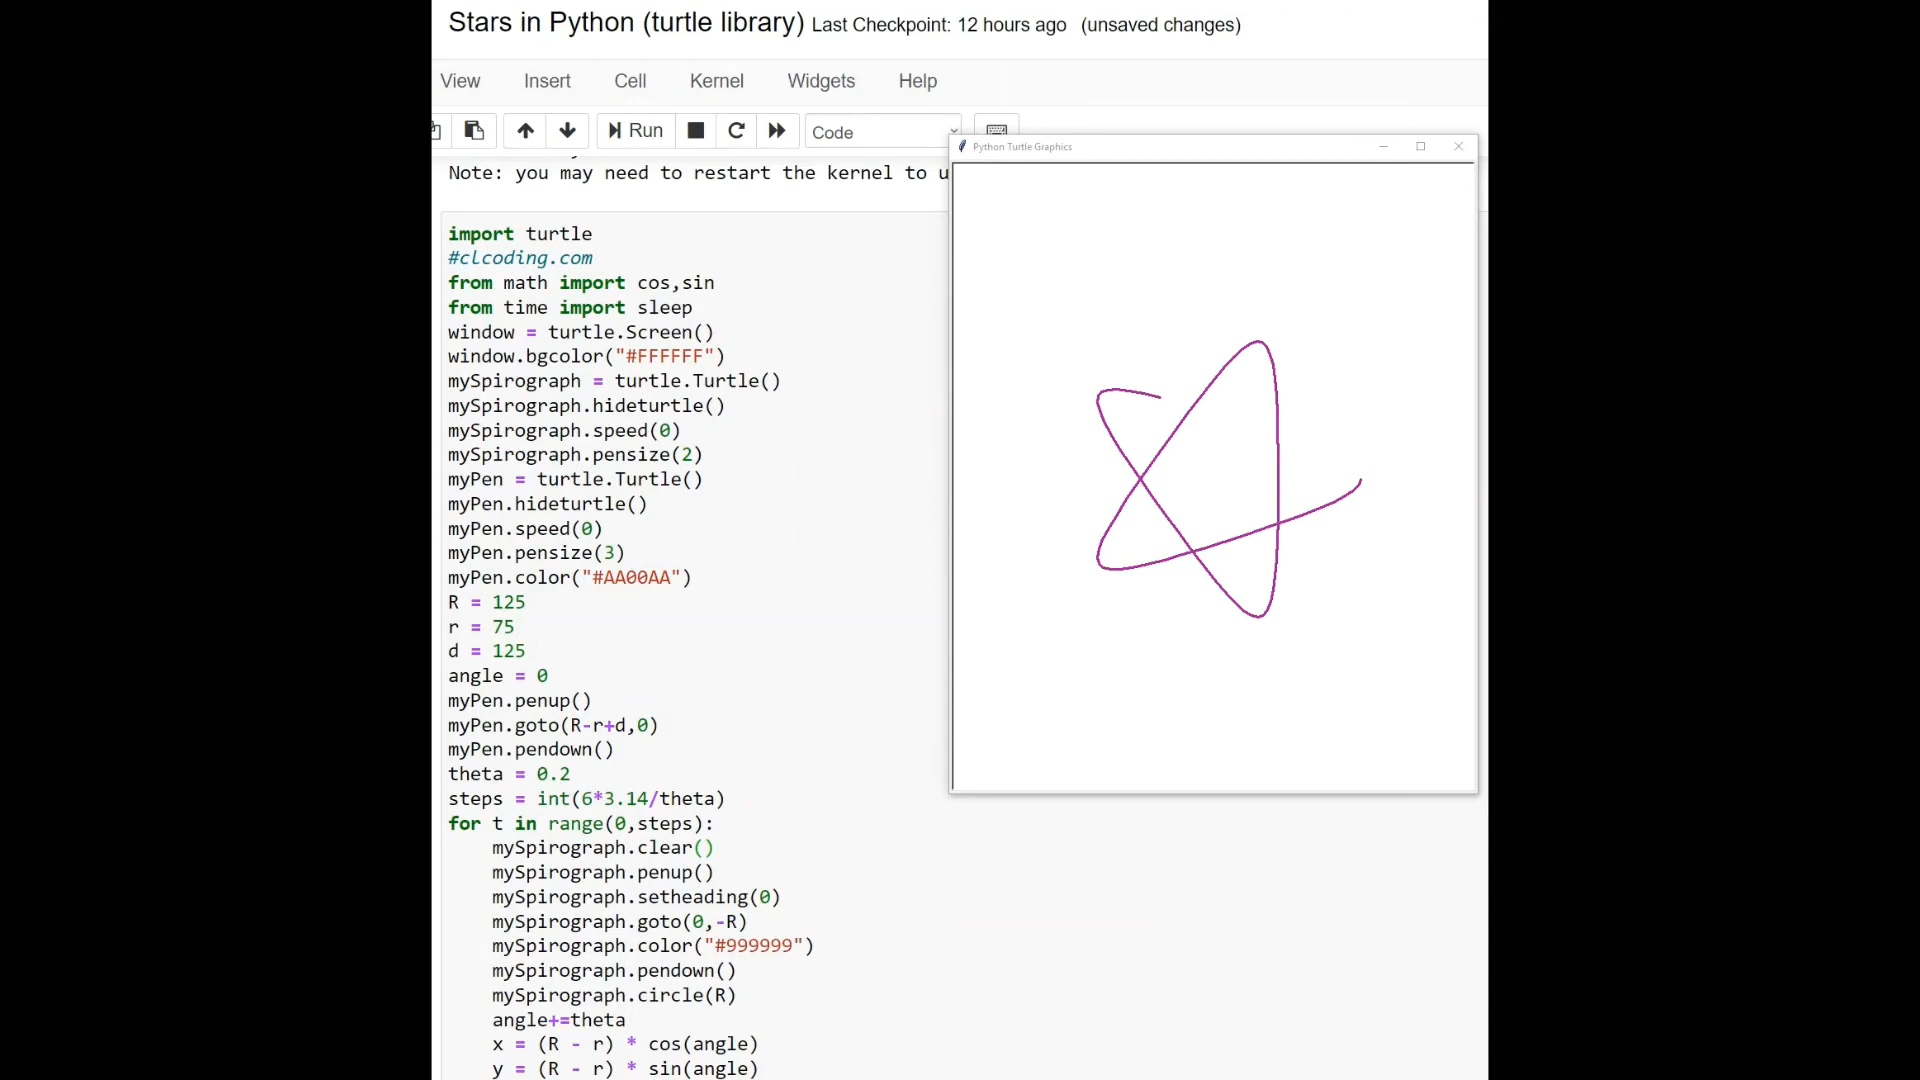 Stars in Python (turtle library) Last Checkpoint: 12 hours ago (unsaved changes)
View Insert Cell Kernel Widgets Help
Run Code
Python Turtle Graphics
Note: you may need to restart the kernel to u
import turtle
#clcoding.com
from math import cos,sin
from time import sleep
window = turtle.Screen()
window.bgcolor("#FFFFFF")
mySpirograph = turtle.Turtle()
mySpirograph.hideturtle()
mySpirograph.speed(0)
mySpirograph.pensize(2)
myPen = turtle.Turtle()
myPen.hideturtle()
myPen.speed(0)
myPen.pensize(3)
myPen.color("#AA00AA")
R = 125
r = 75
d = 125
angle = 0
myPen.penup()
myPen.goto(R-r+d,0)
myPen.pendown()
theta = 0.2
steps = int(6*3.14/theta)
for t in range(0,steps):
    mySpirograph.clear()
    mySpirograph.penup()
    mySpirograph.setheading(0)
    mySpirograph.goto(0,-R)
    mySpirograph.color("#999999")
    mySpirograph.pendown()
    mySpirograph.circle(R)
    angle+=theta
    x = (R - r) * cos(angle)
    y = (R - r) * sin(angle)